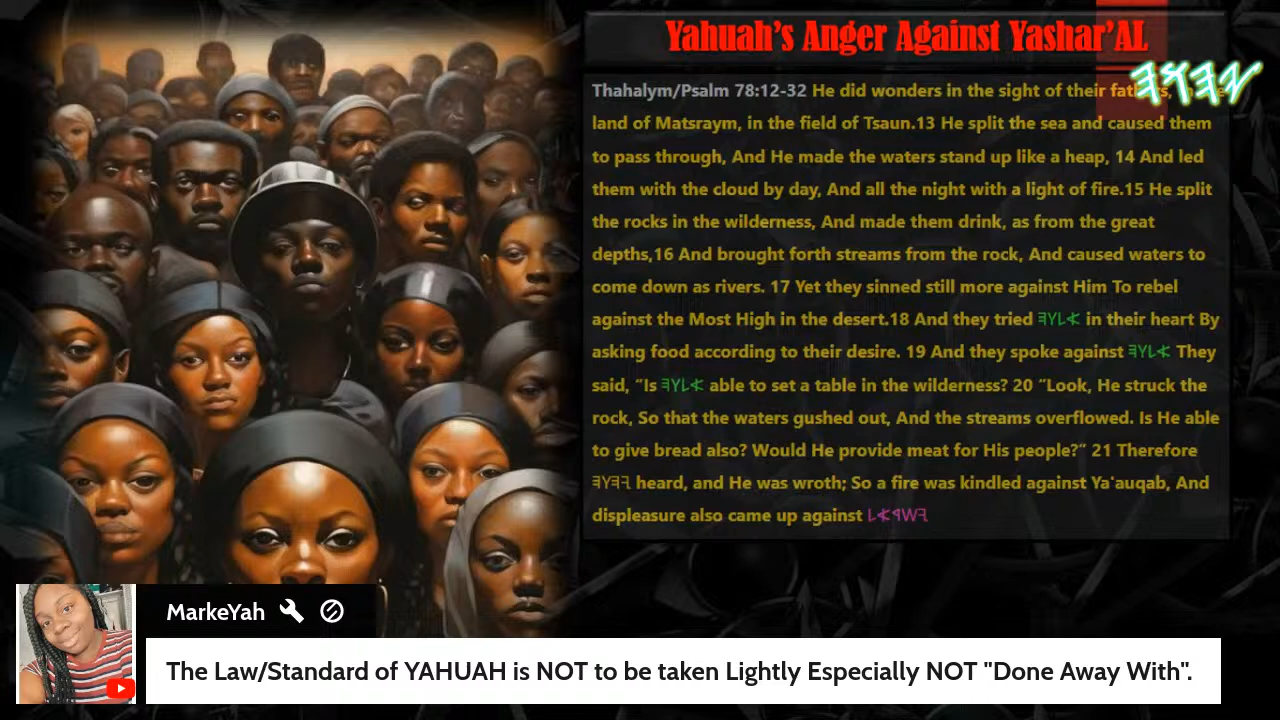 Yahuah's Anger Against Yashar'AL
𐤉𐤄𐤅𐤄
Thahalym/Psalm 78:12-32 He did wonders in the sight of their
land of Matsraym, in the field of Tsaun.13 He split the sea and caused them
to pass through, And He made the waters stand up like a heap, 14 And led
them with the cloud by day, And all the night with a light of fire.15 He split
the rocks in the wilderness, And made them drink, as from the great
depths,16 And brought forth streams from the rock, And caused waters to
come down as rivers. 17 Yet they sinned still more against Him To rebel
against the Most High in the desert.18 And they tried 𐤀𐤋𐤅𐤄 in their heart By
asking food according to their desire. 19 And they spoke against 𐤀𐤋𐤅𐤄 They
said, "Is 𐤀𐤋𐤅𐤄 able to set a table in the wilderness? 20 "Look, He struck the
rock, So that the waters gushed out, And the streams overflowed. Is He able
to give bread also? Would He provide meat for His people?" 21 Therefore
𐤉𐤄𐤅𐤄 heard, and He was wroth; So a fire was kindled against Ya'auqab, And
displeasure also came up against 𐤉𐤔𐤓𐤀𐤋
MarkeYah
The Law/Standard of YAHUAH is NOT to be taken Lightly Especially NOT "Done Away With".